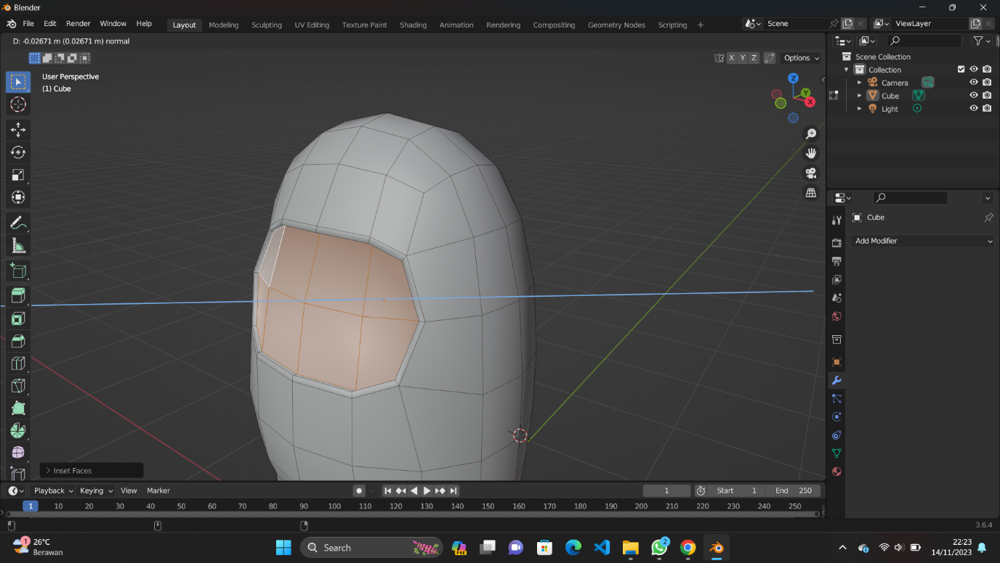 Blender
File Edit Render Window Help
Layout Modeling Sculpting UV Editing Texture Paint Shading Animation Rendering Compositing Geometry Nodes Scripting +
Scene
ViewLayer
D: -0.02671 m (0.02671 m) normal
X Y Z
Options
User Perspective
(1) Cube
Z
Y
X
Scene Collection
Collection
Camera
Cube
Light
Cube
Add Modifier
Inset Faces
Playback Keying View Marker
1
Start 1
End 250
1 10 20 30 40 50 60 70 80 90 100 110 120 130 140 150 160 170 180 190 200 210 220 230 240 250
3.6.4
1
26°C
Berawan
Search
PRE
2
22:23
14/11/2023